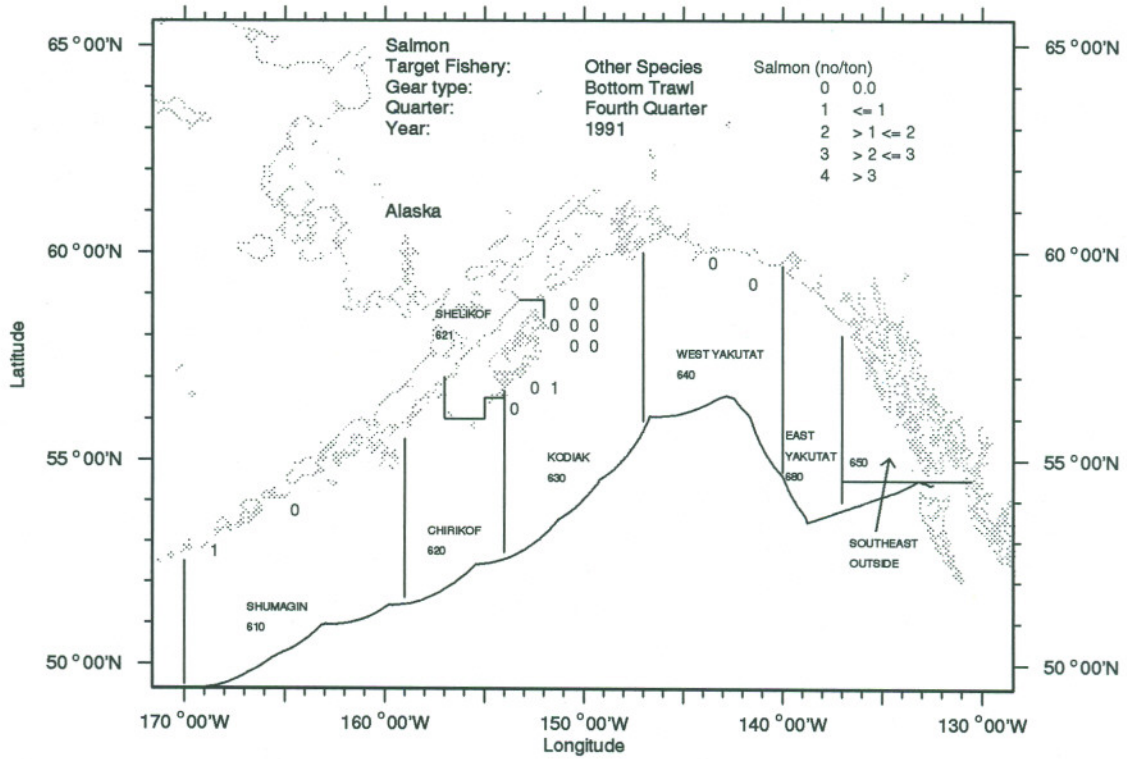 65 °00'N
65 °00'N
Salmon
Target Fishery: Other Species
Gear type: Bottom Trawl
Quarter: Fourth Quarter
Year: 1991
Salmon (no/ton)
0 0.0
1 <= 1
2 > 1 <= 2
3 > 2 <= 3
4 > 3
Alaska
60 °00'N
60 °00'N
0
0
SHELIKOF
621
0 0
0 0 0
0 0
WEST YAKUTAT
640
0 1
0
EAST
YAKUTAT
680
650
55 °00'N
55 °00'N
KODIAK
630
0
1
CHIRIKOF
620
SOUTHEAST
OUTSIDE
SHUMAGIN
610
50 °00'N
50 °00'N
Latitude
170 °00'W
160 °00'W
150 °00'W
140 °00'W
130 °00'W
Longitude